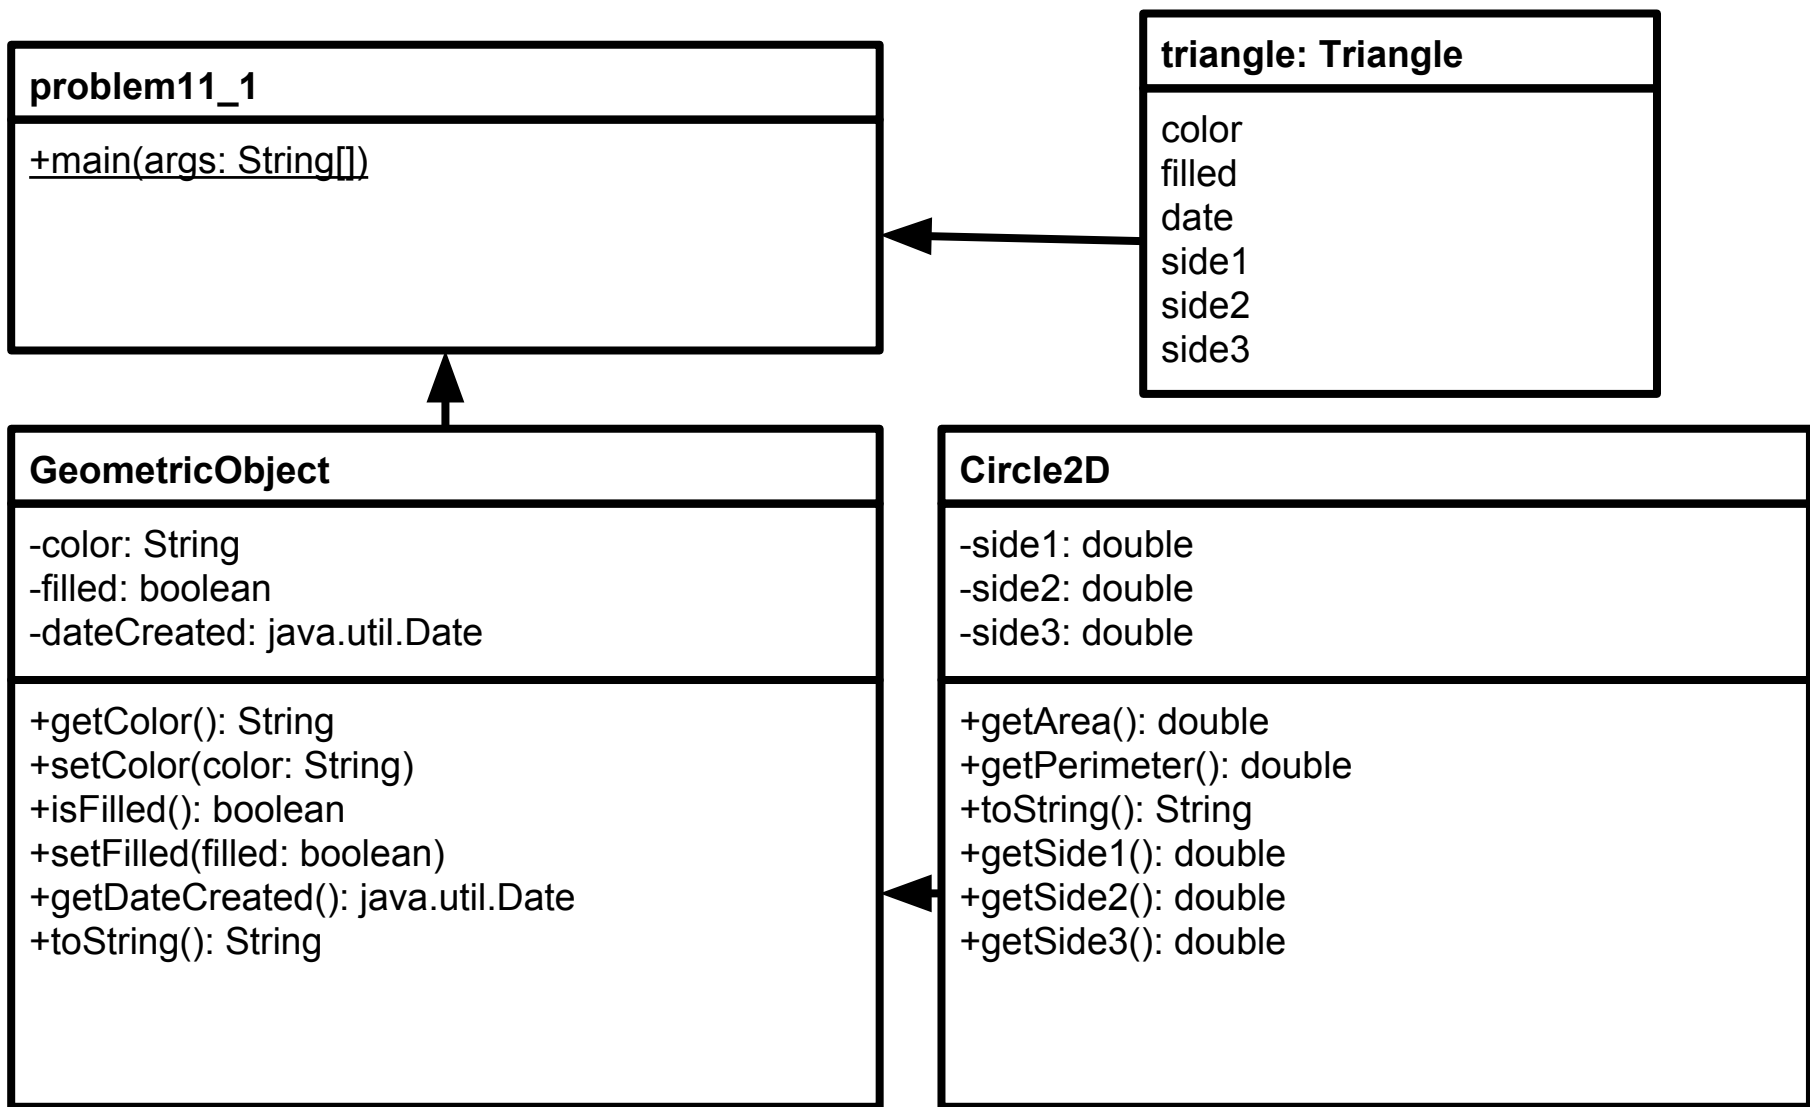 problem11_1
+main(args: String[])
triangle: Triangle
color
filled
date
side1
side2
side3
GeometricObject
-color: String
-filled: boolean
-dateCreated: java.util.Date
+getColor(): String
+setColor(color: String)
+isFilled(): boolean
+setFilled(filled: boolean)
+getDateCreated(): java.util.Date
+toString(): String
Circle2D
-side1: double
-side2: double
-side3: double
+getArea(): double
+getPerimeter(): double
+toString(): String
+getSide1(): double
+getSide2(): double
+getSide3(): double